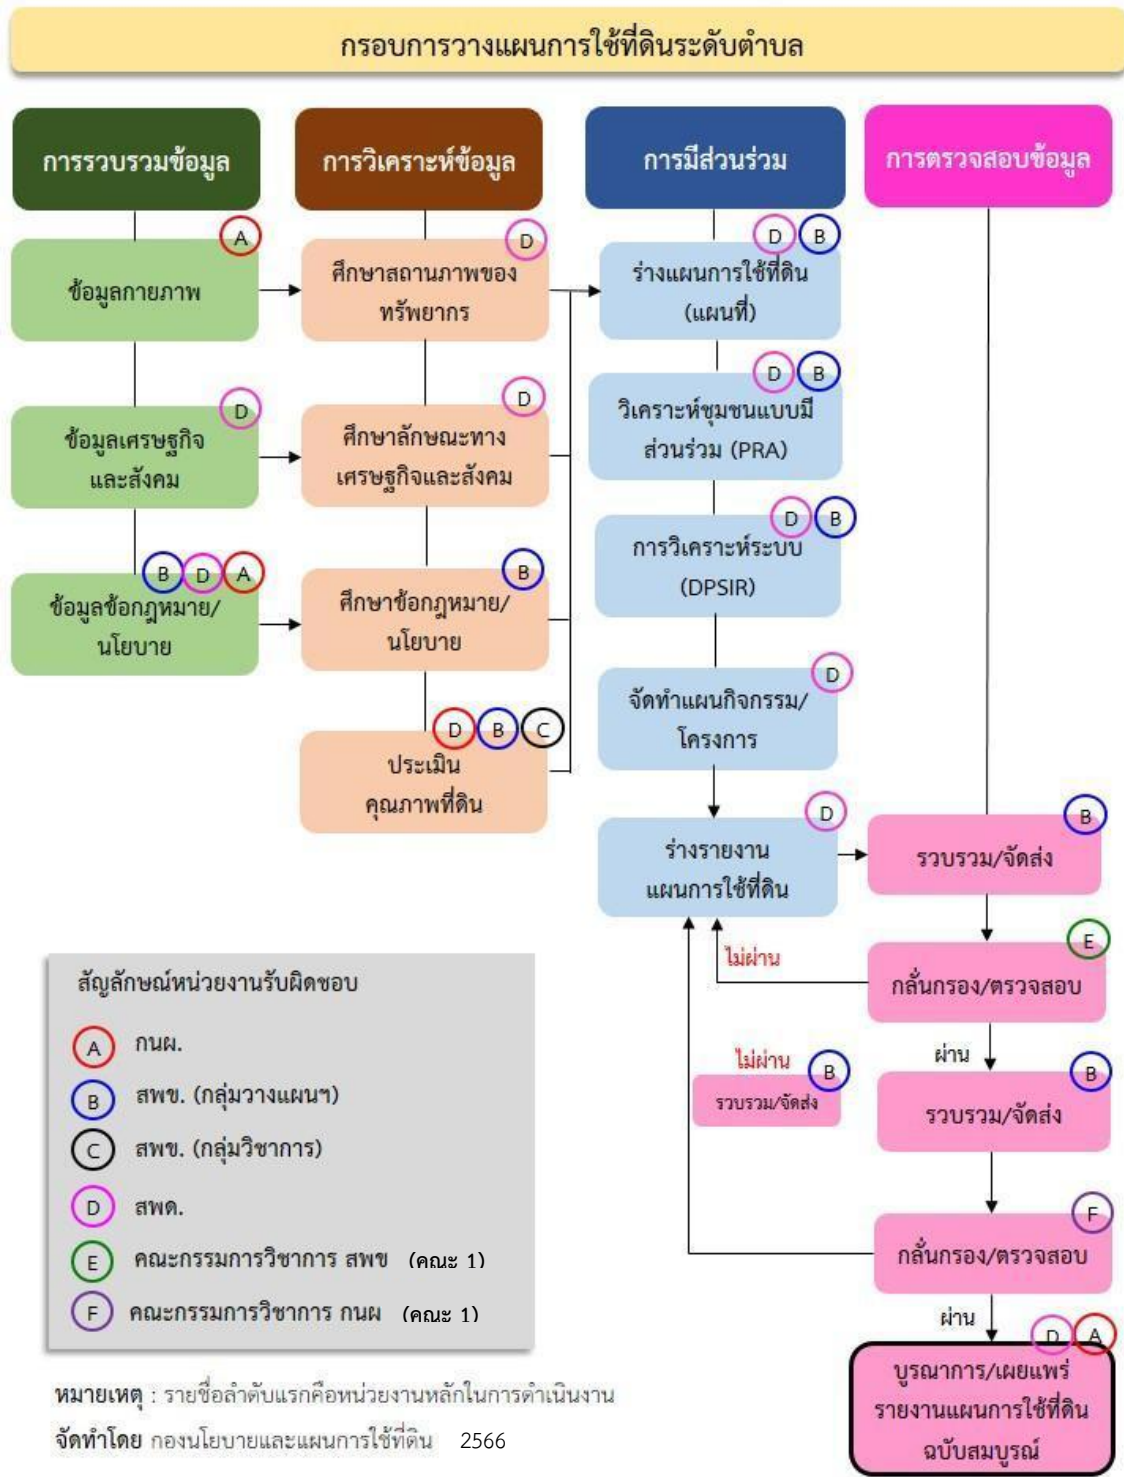 กรอบการวางแผนการใช้ที่ดินระดับตำบล
การรวบรวมข้อมูล
การวิเคราะห์ข้อมูล
การมีส่วนร่วม
การตรวจสอบข้อมูล
A
ข้อมูลกายภาพ
D
ข้อมูลเศรษฐกิจ
และสังคม
B D A
ข้อมูลข้อกฎหมาย/
นโยบาย
D
ศึกษาสถานภาพของ
ทรัพยากร
D
ศึกษาลักษณะทาง
เศรษฐกิจและสังคม
B
ศึกษาข้อกฎหมาย/
นโยบาย
D B C
ประเมิน
คุณภาพที่ดิน
D B
ร่างแผนการใช้ที่ดิน
(แผนที่)
D B
วิเคราะห์ชุมชนแบบมี
ส่วนร่วม (PRA)
D B
การวิเคราะห์ระบบ
(DPSIR)
D
จัดทำแผนกิจกรรม/
โครงการ
D
ร่างรายงาน
แผนการใช้ที่ดิน
B
รวบรวม/จัดส่ง
E
กลั่นกรอง/ตรวจสอบ
ไม่ผ่าน
ผ่าน
B
รวบรวม/จัดส่ง
ไม่ผ่าน
B
รวบรวม/จัดส่ง
F
กลั่นกรอง/ตรวจสอบ
ผ่าน
D A
บูรณาการ/เผยแพร่
รายงานแผนการใช้ที่ดิน
ฉบับสมบูรณ์
สัญลักษณ์หน่วยงานรับผิดชอบ
A กนผ.
B สพข. (กลุ่มวางแผนฯ)
C สพข. (กลุ่มวิชาการ)
D สพด.
E คณะกรรมการวิชาการ สพข (คณะ 1)
F คณะกรรมการวิชาการ กนผ (คณะ 1)
หมายเหตุ : รายชื่อลำดับแรกคือหน่วยงานหลักในการดำเนินงาน
จัดทำโดย กองนโยบายและแผนการใช้ที่ดิน 2566